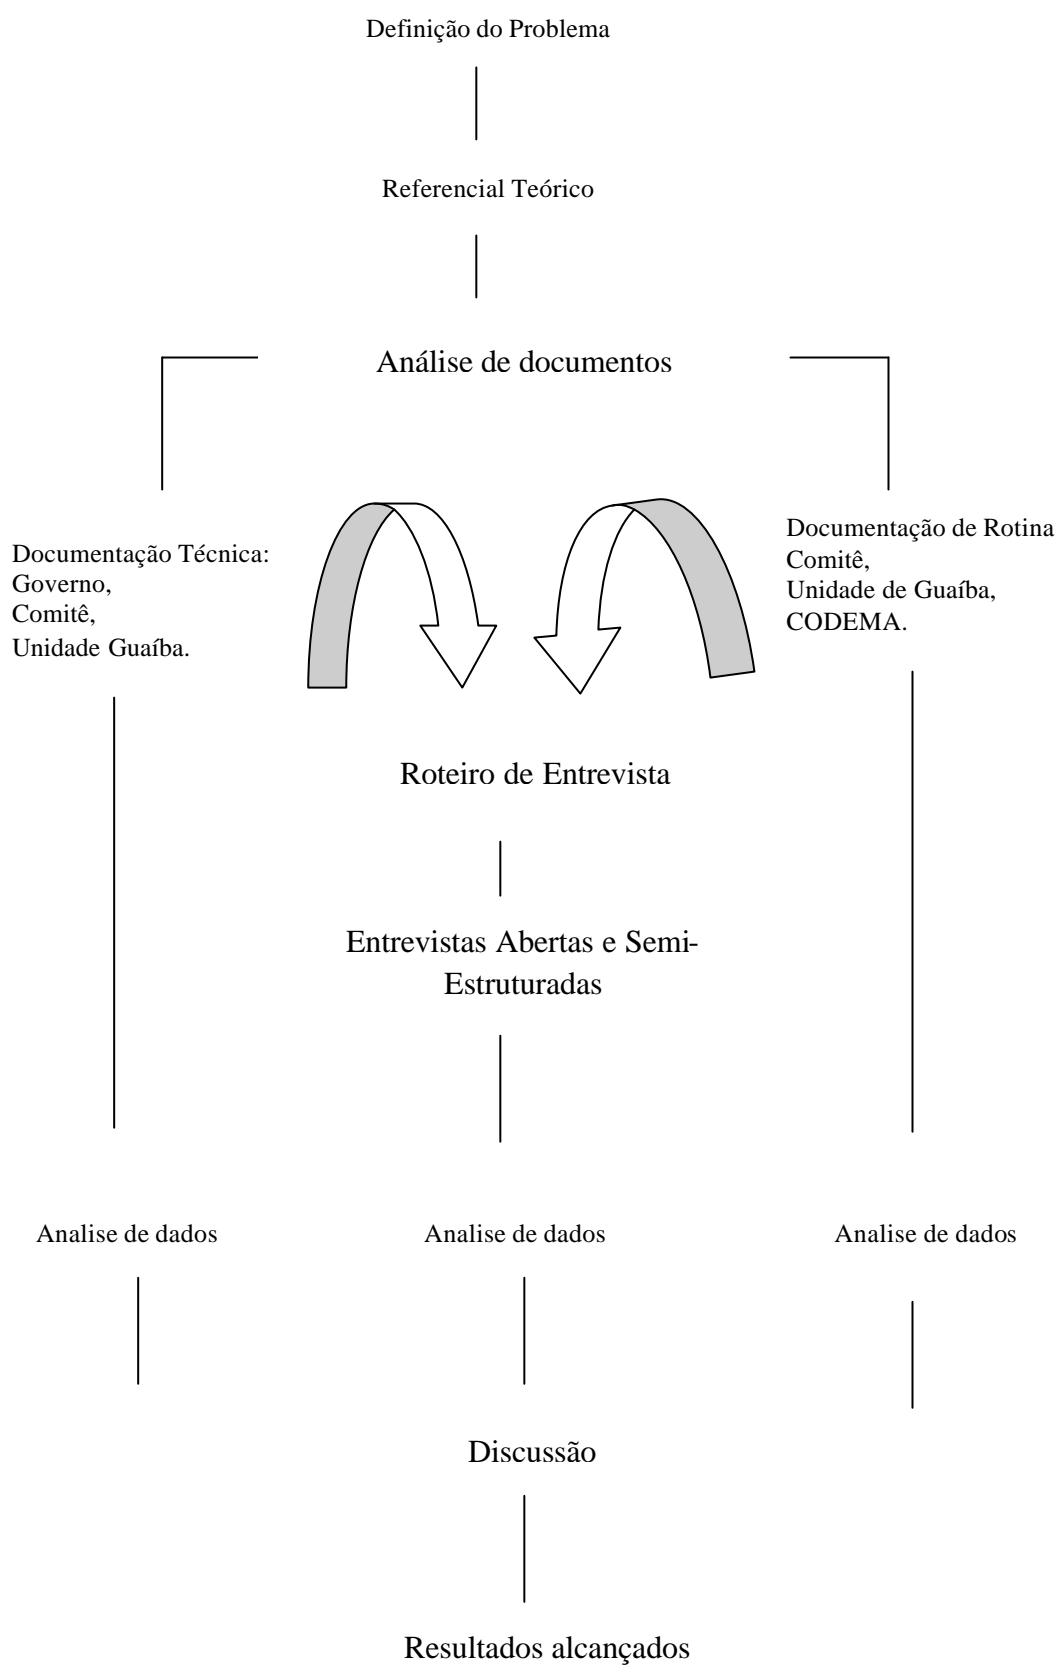 Definição do Problema
Referencial Teórico
Análise de documentos
Documentação Técnica:
Governo,
Comitê,
Unidade Guaíba.
Documentação de Rotina
Comitê,
Unidade de Guaíba,
CODEMA.
Roteiro de Entrevista
Entrevistas Abertas e Semi-
Estruturadas
Analise de dados
Analise de dados
Analise de dados
Discussão
Resultados alcançados